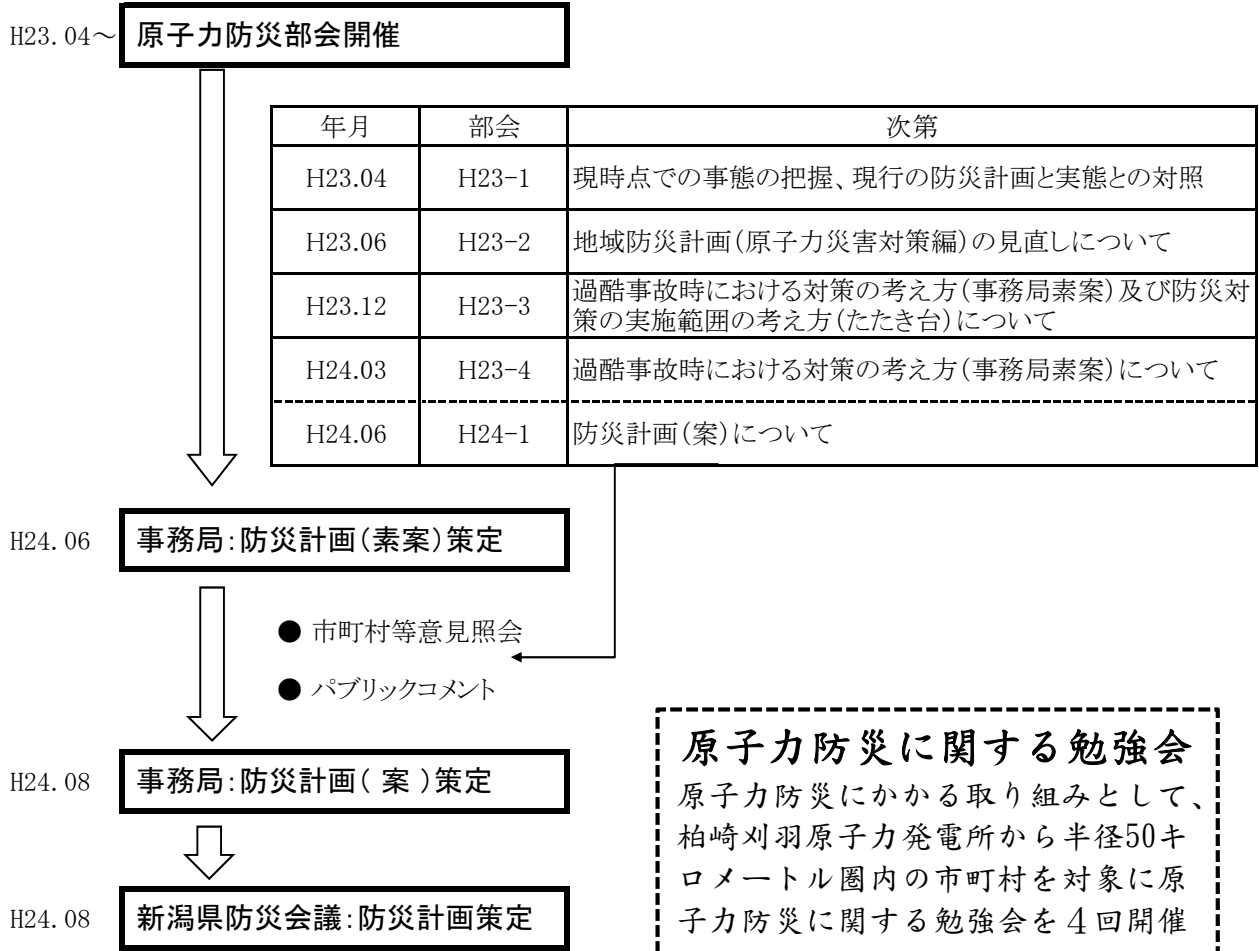 H23.04～
原子力防災部会開催
年月 部会 次第
H23.04 H23-1 現時点での事態の把握、現行の防災計画と実態との対照
H23.06 H23-2 地域防災計画(原子力災害対策編)の見直しについて
H23.12 H23-3 過酷事故時における対策の考え方(事務局素案)及び防災対
策の実施範囲の考え方(たたき台)について
H24.03 H23-4 過酷事故時における対策の考え方(事務局素案)について
H24.06 H24-1 防災計画(案)について
H24.06
事務局:防災計画(素案)策定
● 市町村等意見照会
● パブリックコメント
H24.08
事務局:防災計画( 案 )策定
H24.08
新潟県防災会議:防災計画策定
原子力防災に関する勉強会
原子力防災にかかる取り組みとして、
柏崎刈羽原子力発電所から半径50キ
ロメートル圏内の市町村を対象に原
子力防災に関する勉強会を４回開催